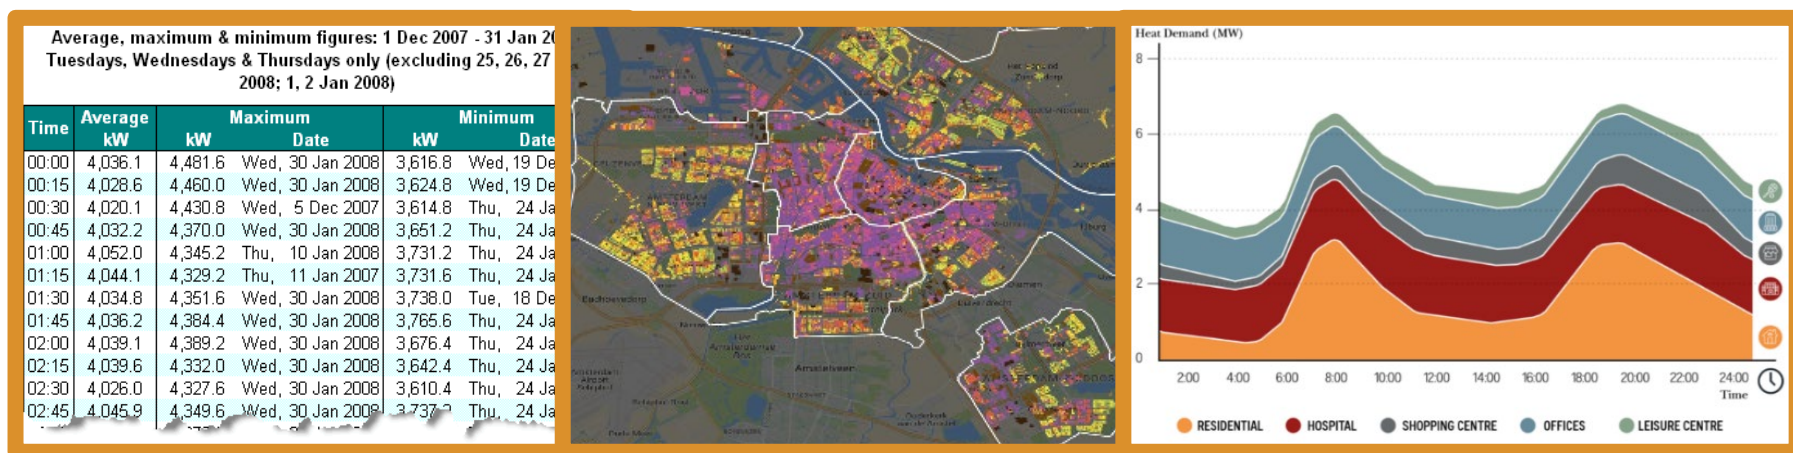 Average, maximum & minimum figures: 1 Dec 2007 - 31 Jan 20
Tuesdays, Wednesdays & Thursdays only (excluding 25, 26, 27
2008; 1, 2 Jan 2008)
Time Average kW Maximum kW Date Minimum kW Date
00:00 4,036.1 4,481.6 Wed, 30 Jan 2008 3,616.8 Wed, 19 De
00:15 4,028.6 4,460.0 Wed, 30 Jan 2008 3,624.8 Wed, 19 De
00:30 4,020.1 4,430.8 Wed, 5 Dec 2007 3,614.8 Thu, 24 Ja
00:45 4,032.2 4,370.0 Wed, 30 Jan 2008 3,651.2 Thu, 24 Ja
01:00 4,052.0 4,345.2 Thu, 10 Jan 2008 3,731.2 Thu, 24 Ja
01:15 4,044.1 4,329.2 Thu, 11 Jan 2007 3,731.6 Thu, 24 Ja
01:30 4,034.8 4,351.6 Wed, 30 Jan 2008 3,738.0 Tue, 18 De
01:45 4,036.2 4,384.4 Wed, 30 Jan 2008 3,765.6 Thu, 24 Ja
02:00 4,039.1 4,389.2 Wed, 30 Jan 2008 3,676.4 Thu, 24 Ja
02:15 4,039.6 4,332.0 Wed, 30 Jan 2008 3,642.4 Thu, 24 Ja
02:30 4,026.0 4,327.6 Wed, 30 Jan 2008 3,610.4 Thu, 24 Ja
02:45 4,045.9 4,349.6 Wed, 30 Jan 2008 Thu, 24 Ja
Amstelveen
Heat Demand (MW)
8
6
4
2
0
2:00 4:00 6:00 8:00 10:00 12:00 14:00 16:00 18:00 20:00 22:00 24:00
Time
RESIDENTIAL HOSPITAL SHOPPING CENTRE OFFICES LEISURE CENTRE